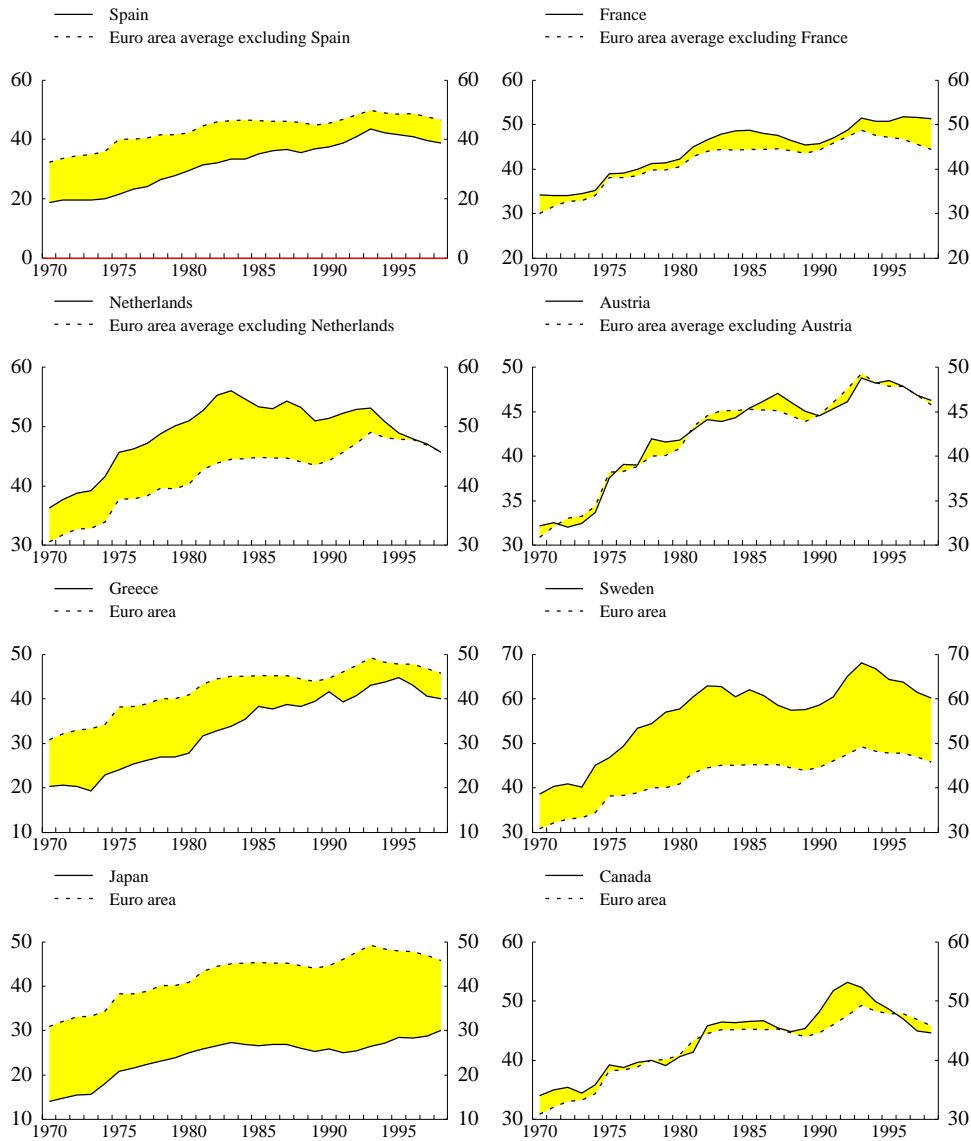 Spain
Euro area average excluding Spain
60 60
40 40
20 20
0 0
1970 1975 1980 1985 1990 1995
France
Euro area average excluding France
60 60
50 50
40 40
30 30
20 20
1970 1975 1980 1985 1990 1995
Netherlands
Euro area average excluding Netherlands
60 60
50 50
40 40
30 30
1970 1975 1980 1985 1990 1995
Austria
Euro area average excluding Austria
50 50
45 45
40 40
35 35
30 30
1970 1975 1980 1985 1990 1995
Greece
Euro area
50 50
40 40
30 30
20 20
10 10
1970 1975 1980 1985 1990 1995
Sweden
Euro area
70 70
60 60
50 50
40 40
30 30
1970 1975 1980 1985 1990 1995
Japan
Euro area
50 50
40 40
30 30
20 20
10 10
1970 1975 1980 1985 1990 1995
Canada
Euro area
60 60
50 50
40 40
30 30
1970 1975 1980 1985 1990 1995